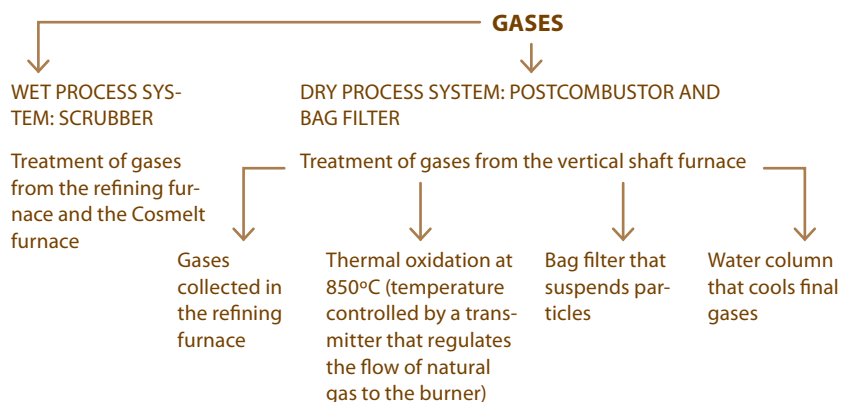 GASES
WET PROCESS SYS-
TEM: SCRUBBER
Treatment of gases
from the refining fur-
nace and the Cosmelt
furnace
DRY PROCESS SYSTEM: POSTCOMBUSTOR AND
BAG FILTER
Treatment of gases from the vertical shaft furnace
Gases
collected in
the refining
furnace
Thermal oxidation at
850ºC (temperature
controlled by a trans-
mitter that regulates
the flow of natural
gas to the burner)
Bag filter that
suspends par-
ticles
Water column
that cools final
gases